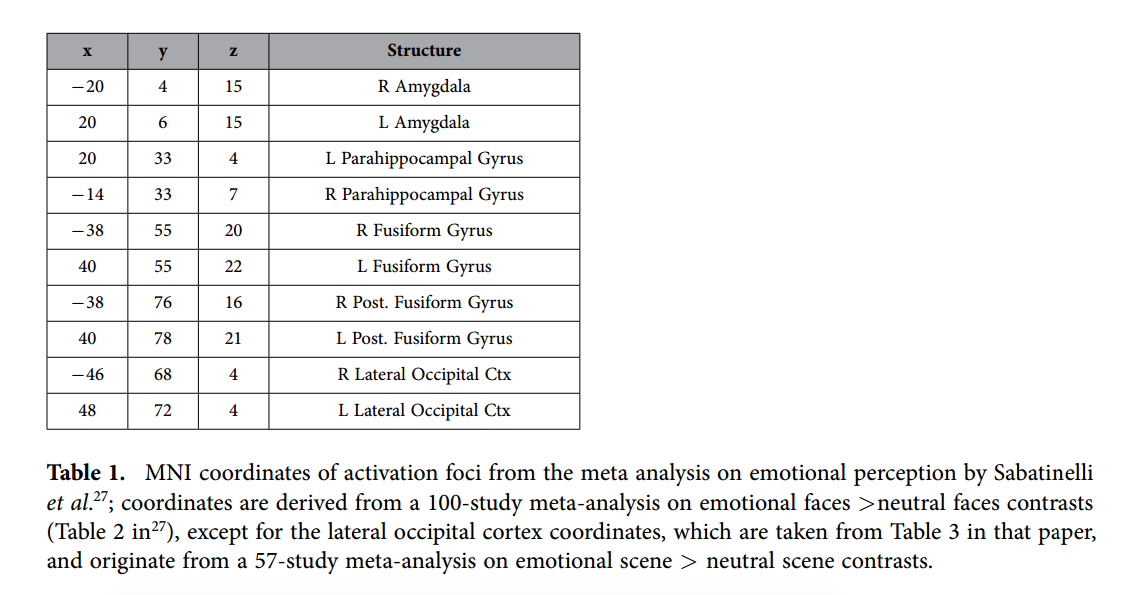 x y z Structure
−20 4 15 R Amygdala
20 6 15 L Amygdala
20 33 4 L Parahippocampal Gyrus
−14 33 7 R Parahippocampal Gyrus
−38 55 20 R Fusiform Gyrus
40 55 22 L Fusiform Gyrus
−38 76 16 R Post. Fusiform Gyrus
40 78 21 L Post. Fusiform Gyrus
−46 68 4 R Lateral Occipital Ctx
48 72 4 L Lateral Occipital Ctx
Table 1. MNI coordinates of activation foci from the meta analysis on emotional perception by Sabatinelli
et al.27; coordinates are derived from a 100-study meta-analysis on emotional faces >neutral faces contrasts
(Table 2 in27), except for the lateral occipital cortex coordinates, which are taken from Table 3 in that paper,
and originate from a 57-study meta-analysis on emotional scene > neutral scene contrasts.